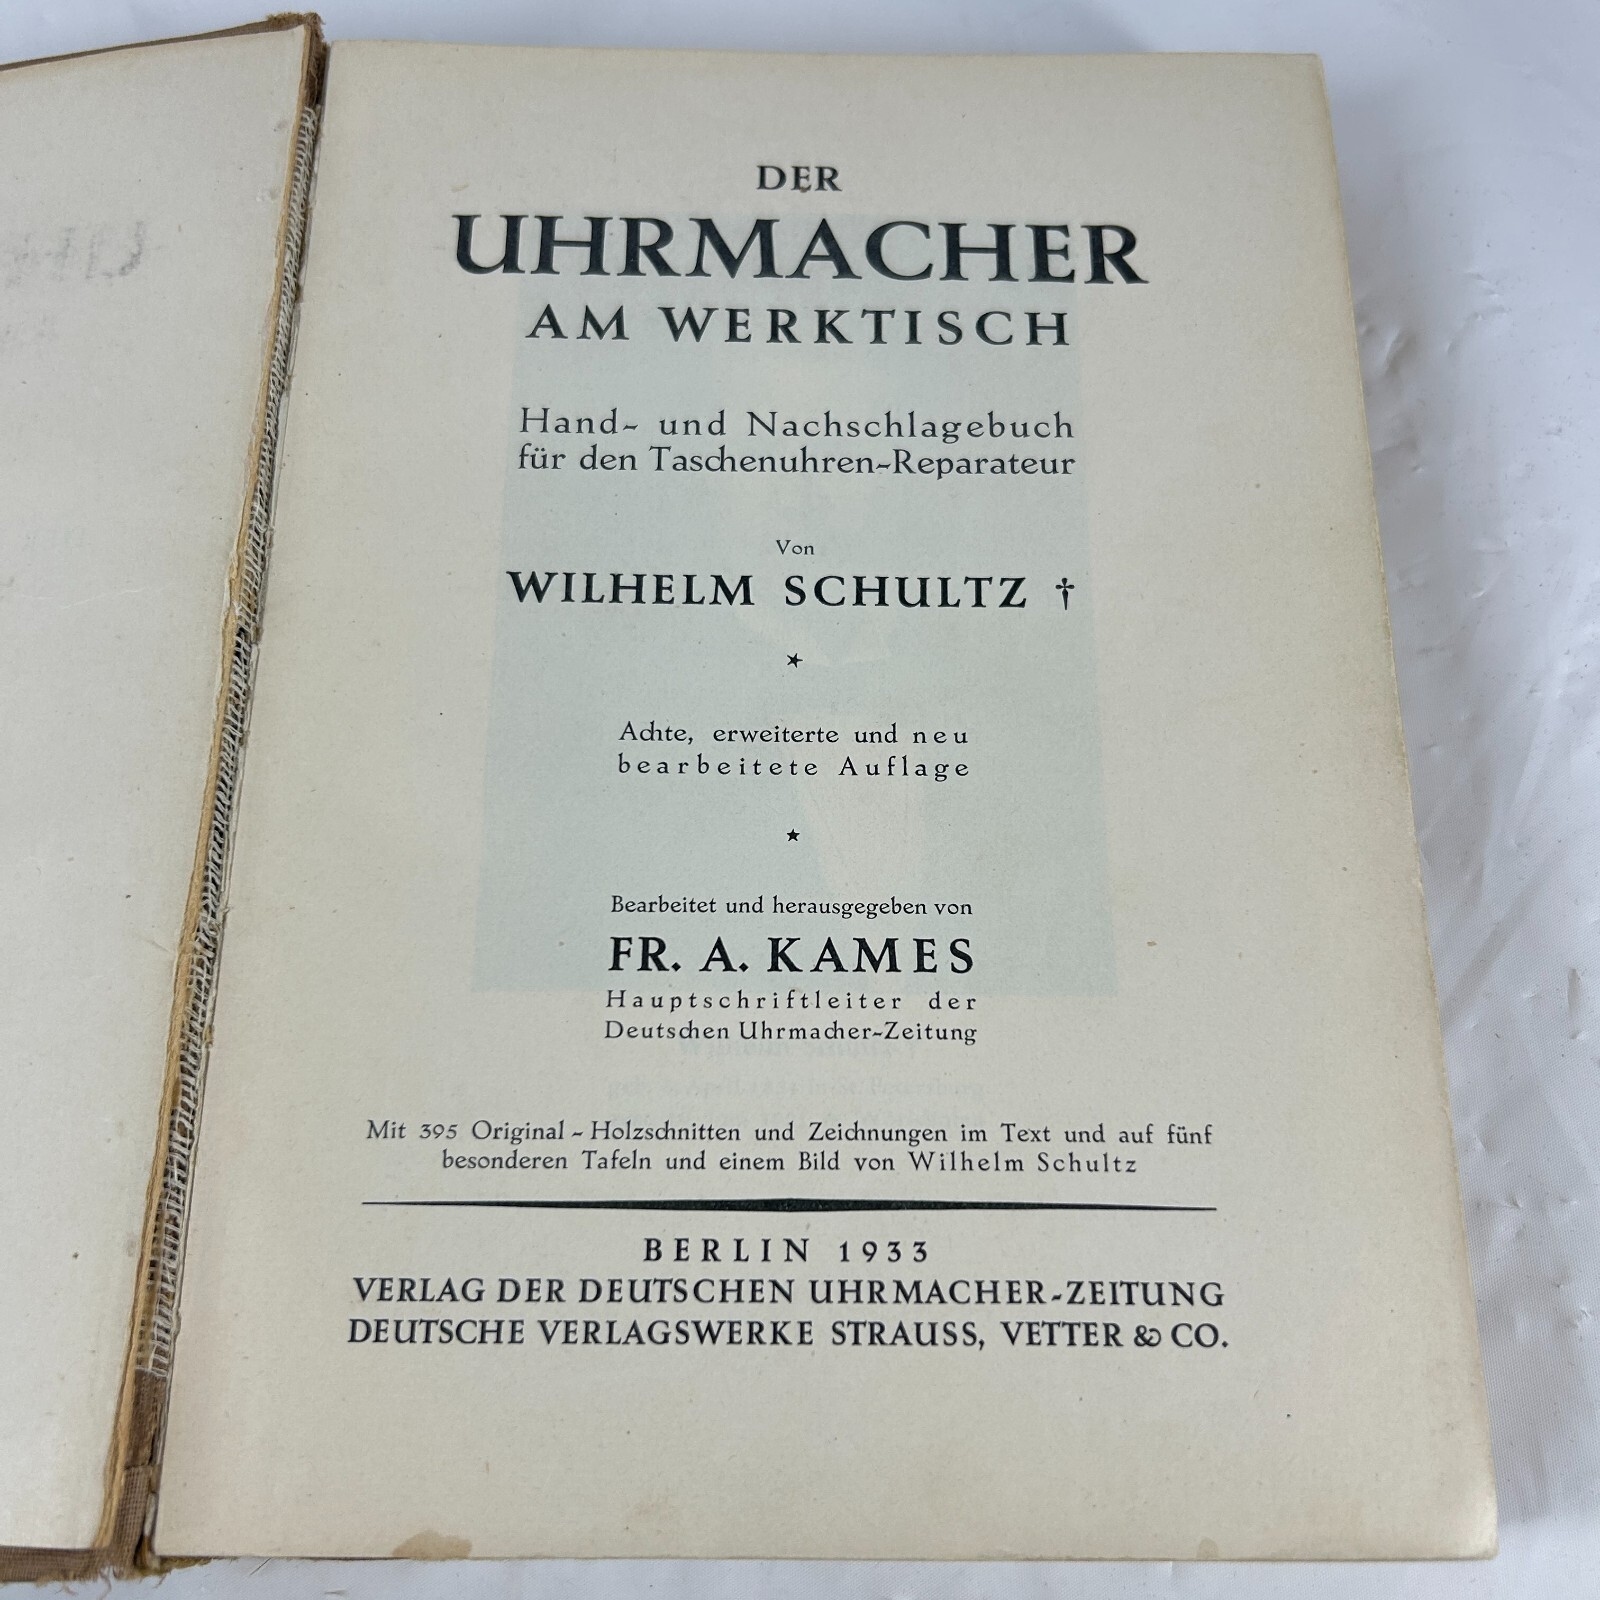 DER
UHRMACHER
AM WERKTISCH
Hand- und Nachschlagebuch
für den Taschenuhren-Reparateur
Von
WILHELM SCHULTZ †
Achte, erweiterte und neu
bearbeitete Auflage
Bearbeitet und herausgegeben von
FR. A. KAMES
Hauptschriftleiter der
Deutschen Uhrmacher-Zeitung
Mit 395 Original-Holzschnitten und Zeichnungen im Text und auf fünf
besonderen Tafeln und einem Bild von Wilhelm Schultz
BERLIN 1933
VERLAG DER DEUTSCHEN UHRMACHER-ZEITUNG
DEUTSCHE VERLAGSWERKE STRAUSS, VETTER & CO.